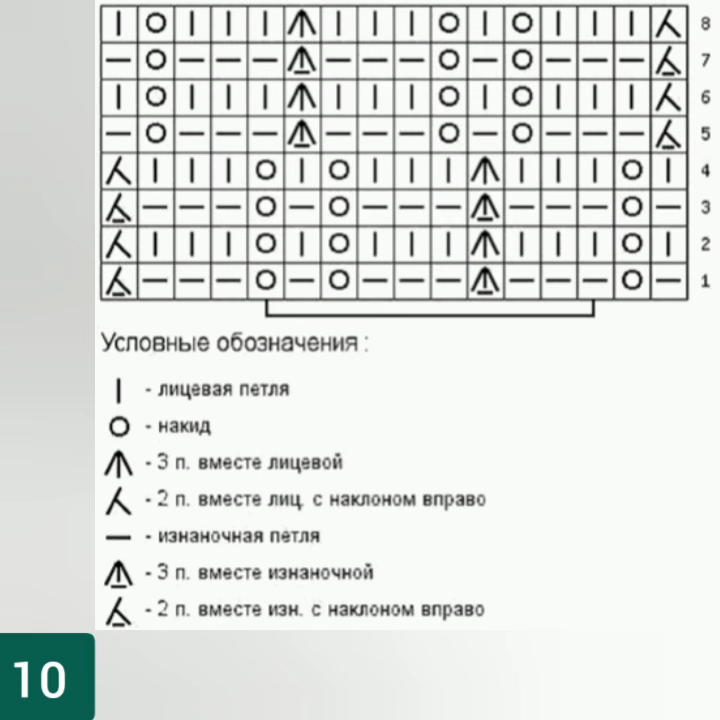 8
7
6
5
4
3
2
1
Условные обозначения :
- лицевая петля
- накид
- 3 п. вместе лицевой
- 2 п. вместе лиц. с наклоном вправо
- изнаночная петля
- 3 п. вместе изнаночной
- 2 п. вместе изн. с наклоном вправо
10